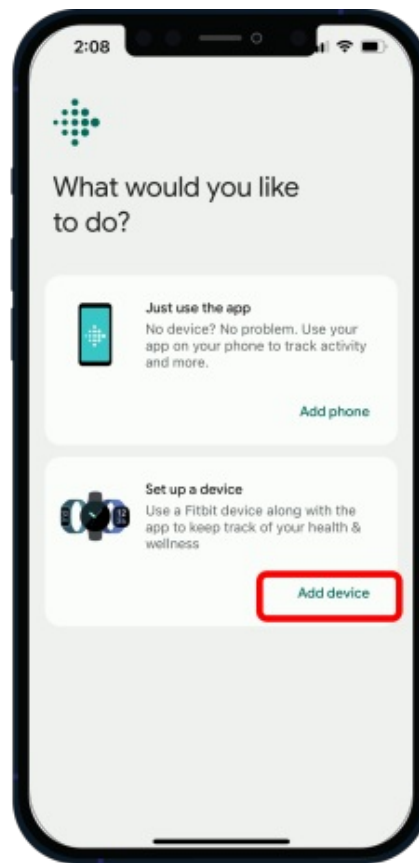 2:08
What would you like
to do?
Just use the app
No device? No problem. Use your
app on your phone to track activity
and more.
Add phone
Set up a device
Use a Fitbit device along with the
app to keep track of your health &
wellness
Add device